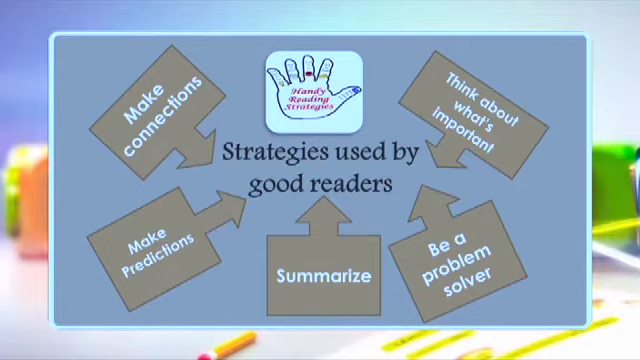 Make
connections
Handy
Reading
Strategies
Think about
what's
important
Strategies used by
good readers
Make
Predictions
Summarize
Be a
problem
solver